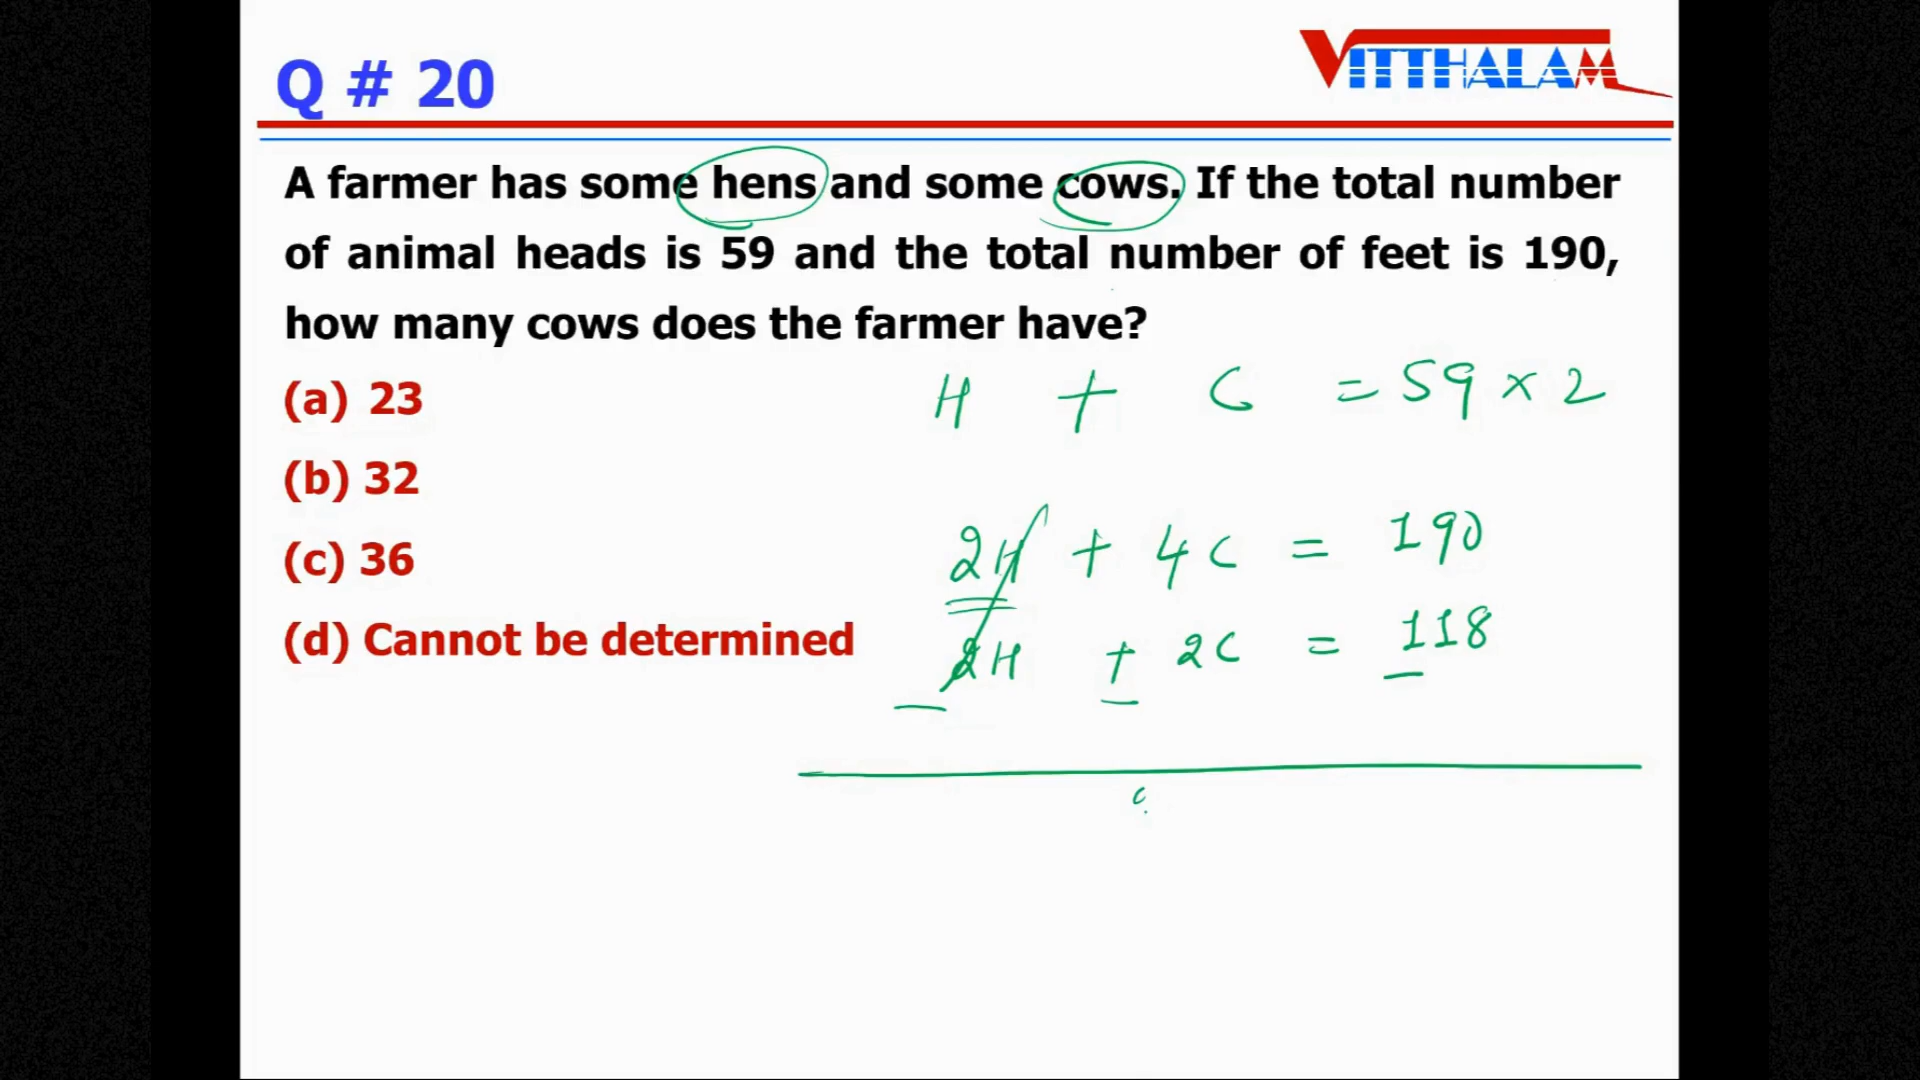 Q # 20
VITTHALAM
A farmer has some hens and some cows. If the total number
of animal heads is 59 and the total number of feet is 190,
how many cows does the farmer have?
(a) 23
(b) 32
(c) 36
(d) Cannot be determined
H + C = 59 × 2
2H + 4C = 190
2H + 2C = 118